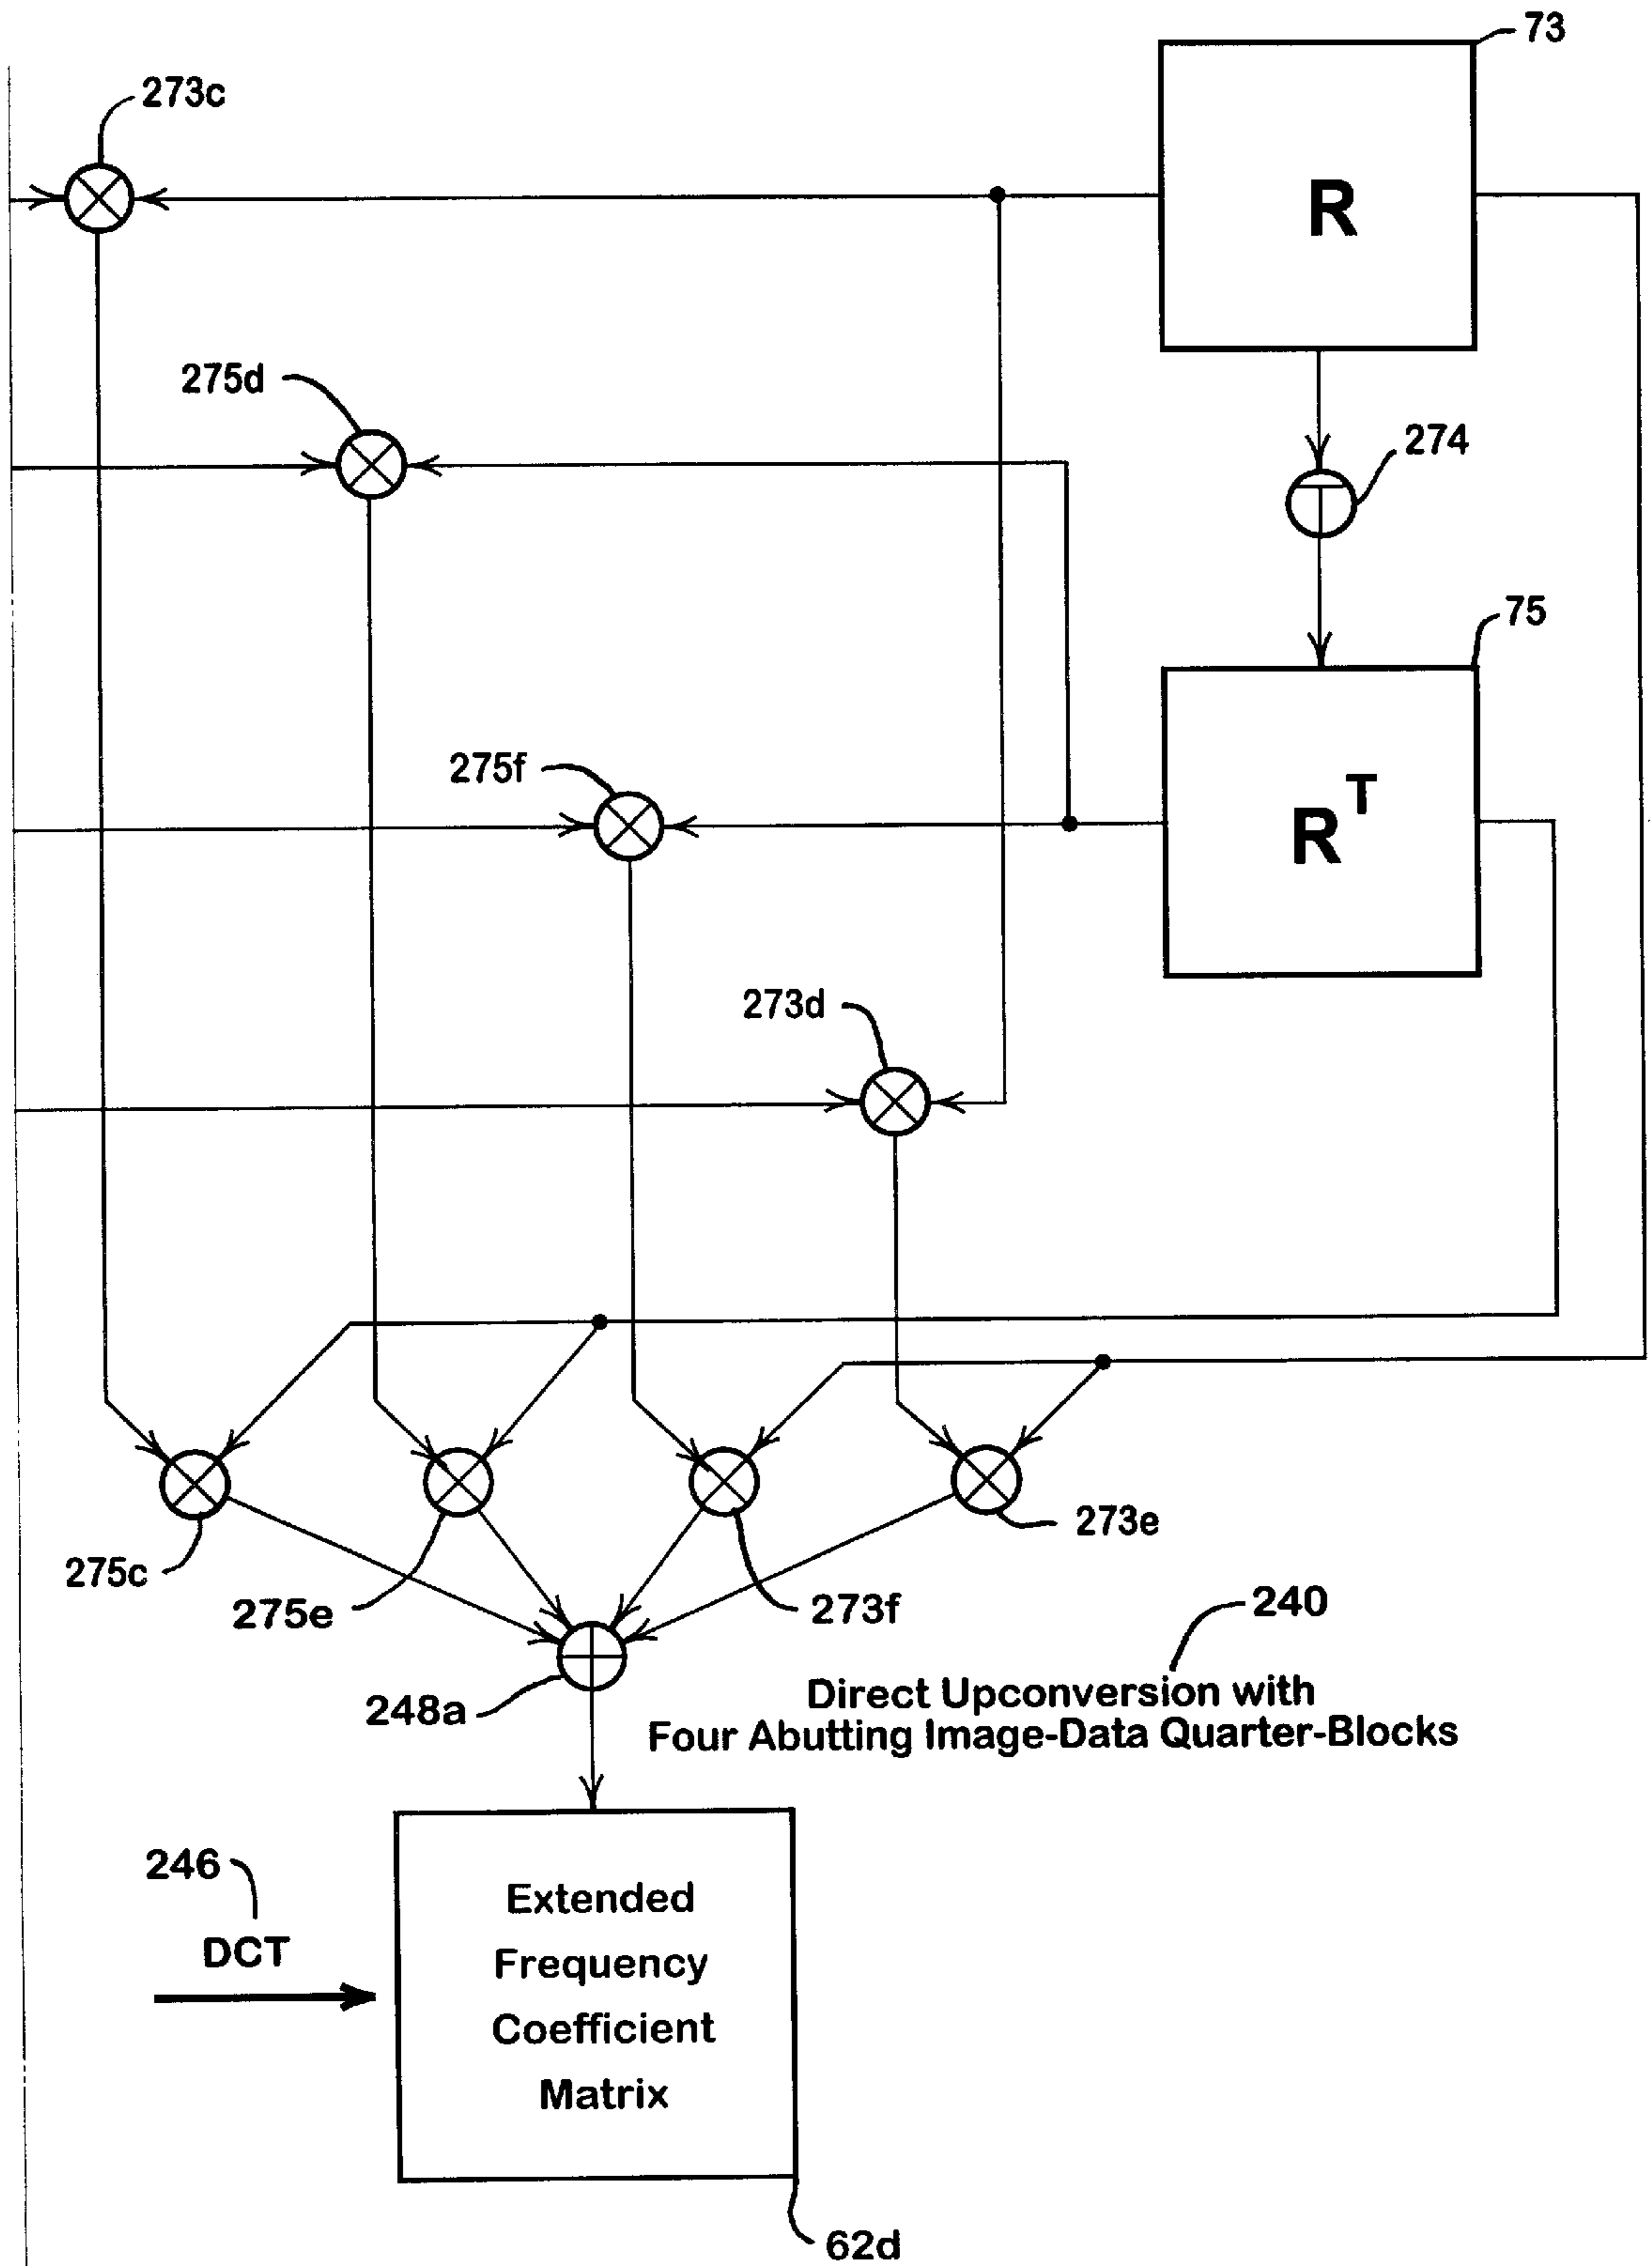 73
273c
R
275d
274
75
275f
R^T
273d
273e
275c
275e
273f
240
248a
Direct Upconversion with
Four Abutting Image-Data Quarter-Blocks
246
DCT
Extended
Frequency
Coefficient
Matrix
62d